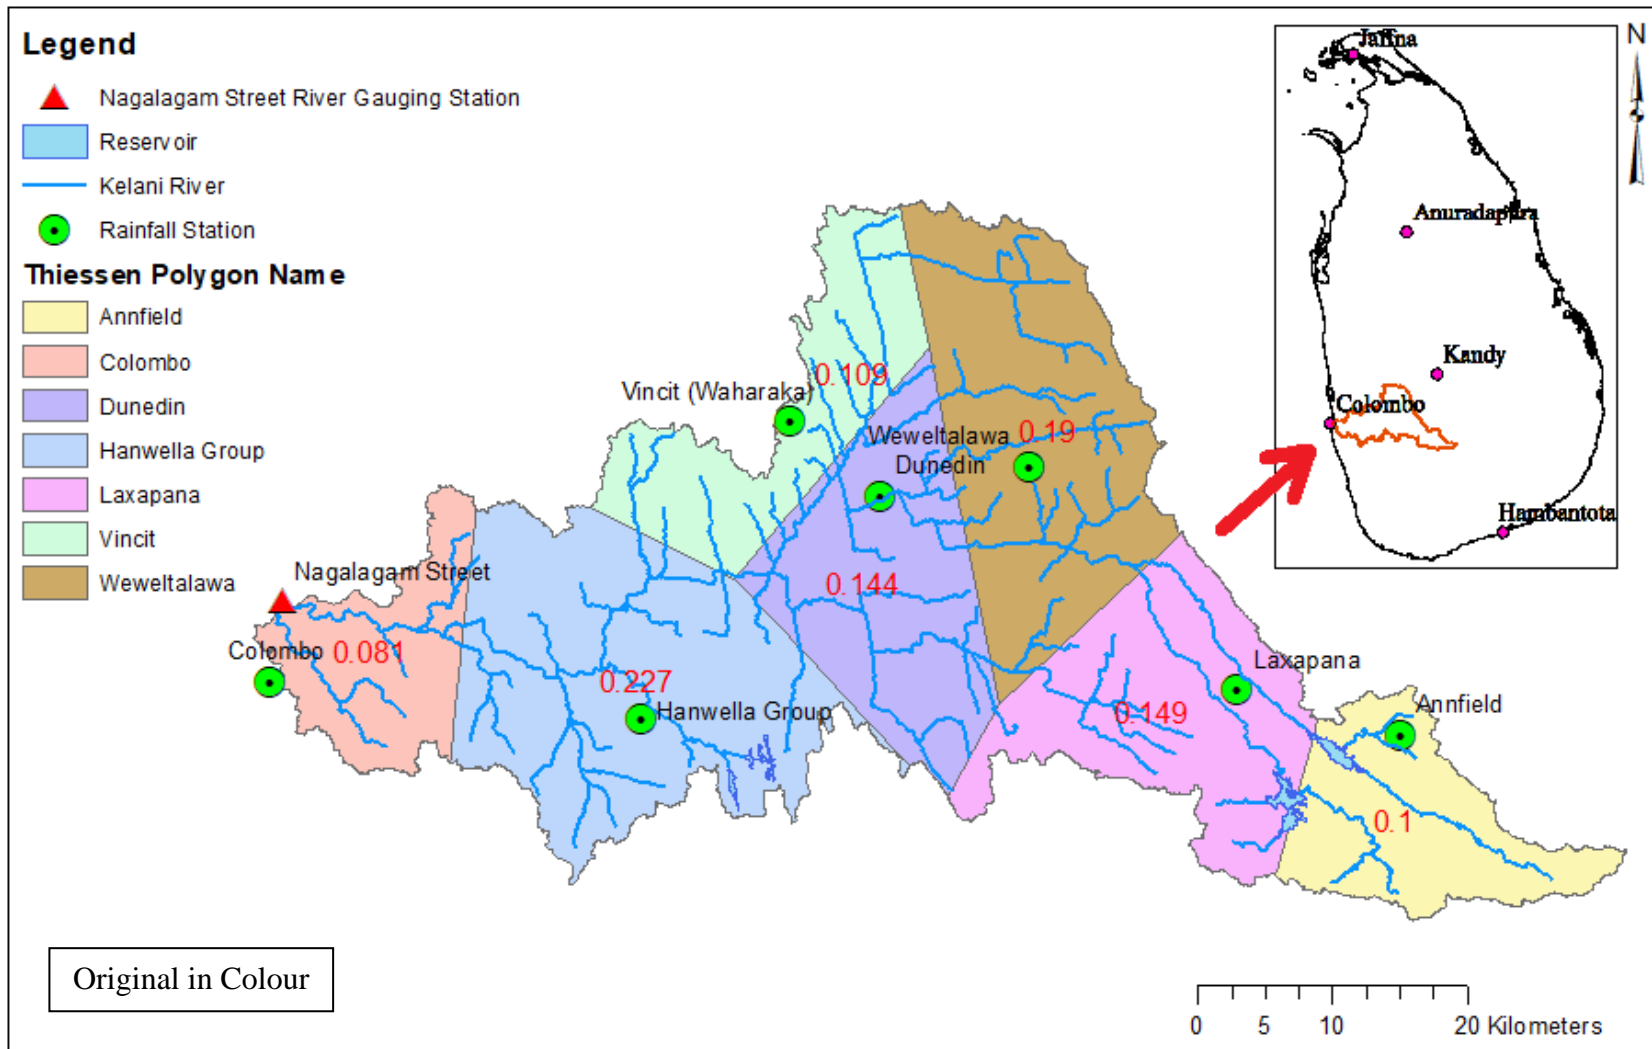 Legend
Nagalagam Street River Gauging Station
Reservoir
Kelani River
Rainfall Station
Thiessen Polygon Name
Annfield
Colombo
Dunedin
Hanwella Group
Laxapana
Vincit
Weweltalawa
N
Jaffna
Anuradapura
Kandy
Colombo
Hambantota
Vincit (Waharaka)
0.109
Weweltalawa
0.19
Dunedin
Nagalagam Street
0.144
Colombo
0.081
0.227
Hanwella Group
Laxapana
0.149
Annfield
0.1
Original in Colour
0 5 10 20 Kilometers